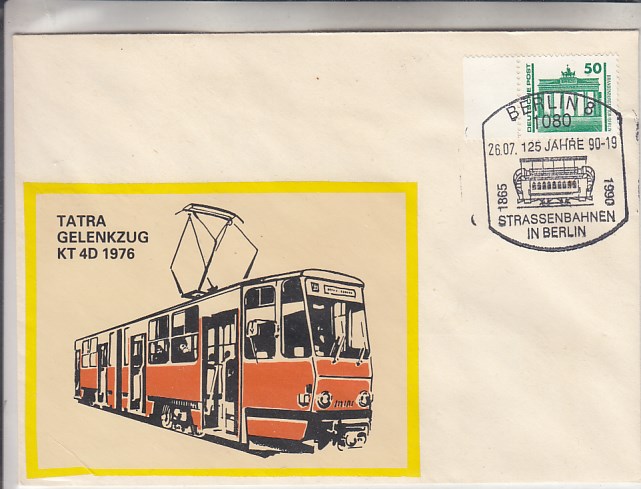 DEUTSCHE POST
50
BERLIN 8
1080
26.07. 125 JAHRE 90-19
1865
1990
STRASSENBAHNEN
IN BERLIN
TATRA
GELENKZUG
KT 4D 1976